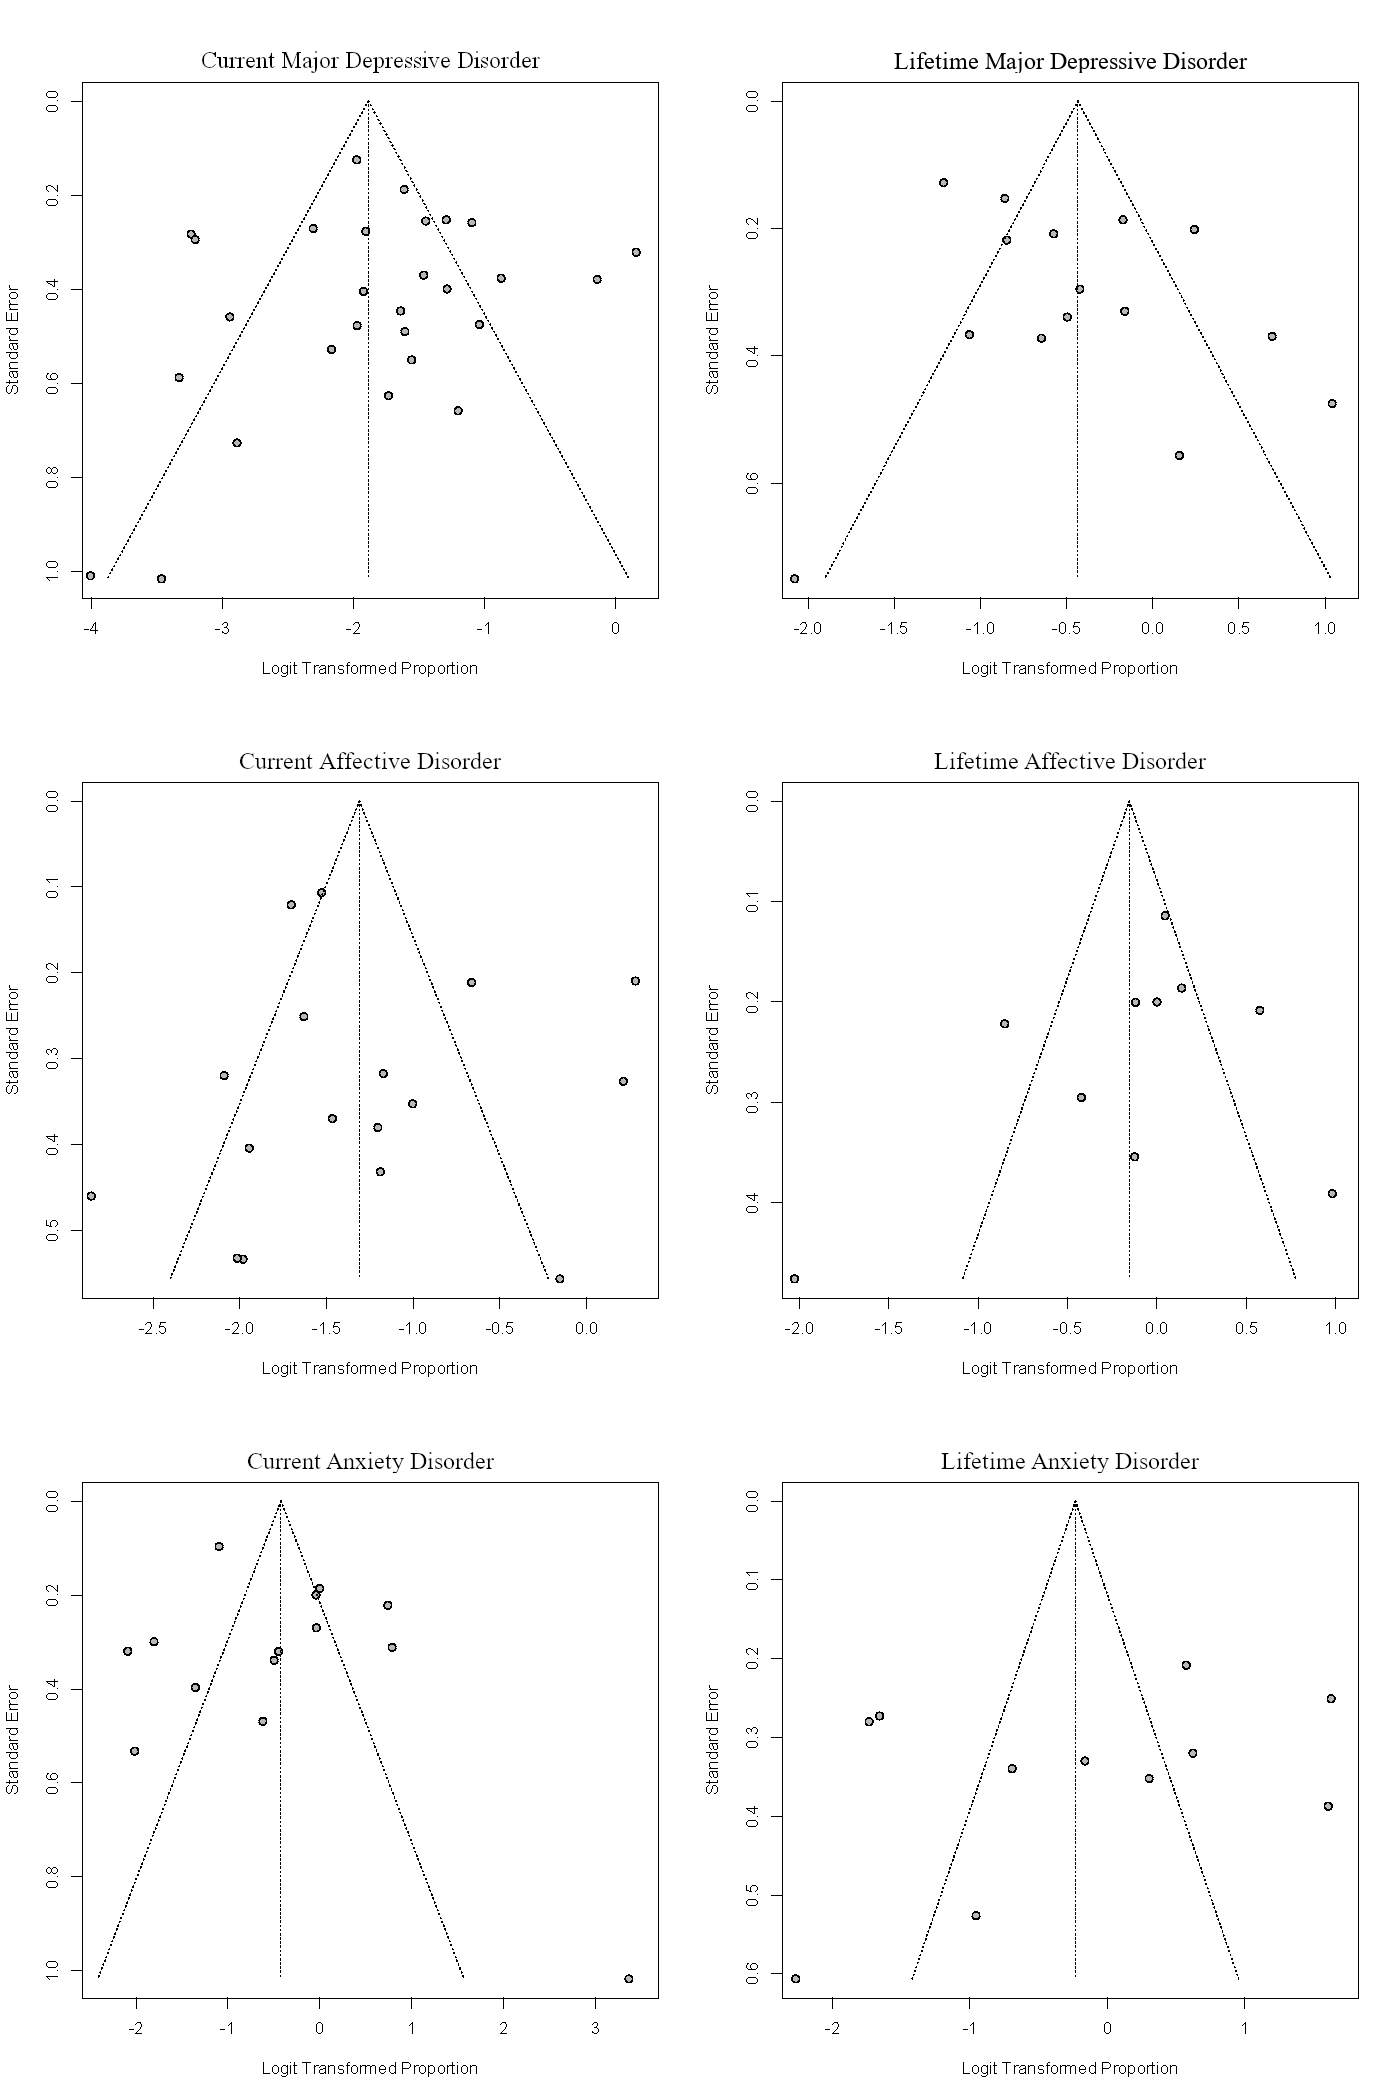 Current Major Depressive Disorder
Standard Error
0.0
0.2
0.4
0.6
0.8
1.0
-4 -3 -2 -1 0
Logit Transformed Proportion
Lifetime Major Depressive Disorder
Standard Error
0.0
0.2
0.4
0.6
-2.0 -1.5 -1.0 -0.5 0.0 0.5 1.0
Logit Transformed Proportion
Current Affective Disorder
Standard Error
0.0
0.1
0.2
0.3
0.4
0.5
-2.5 -2.0 -1.5 -1.0 -0.5 0.0
Logit Transformed Proportion
Lifetime Affective Disorder
Standard Error
0.0
0.1
0.2
0.3
0.4
-2.0 -1.5 -1.0 -0.5 0.0 0.5 1.0
Logit Transformed Proportion
Current Anxiety Disorder
Standard Error
0.0
0.2
0.4
0.6
0.8
1.0
-2 -1 0 1 2 3
Logit Transformed Proportion
Lifetime Anxiety Disorder
Standard Error
0.0
0.1
0.2
0.3
0.4
0.5
0.6
-2 -1 0 1
Logit Transformed Proportion